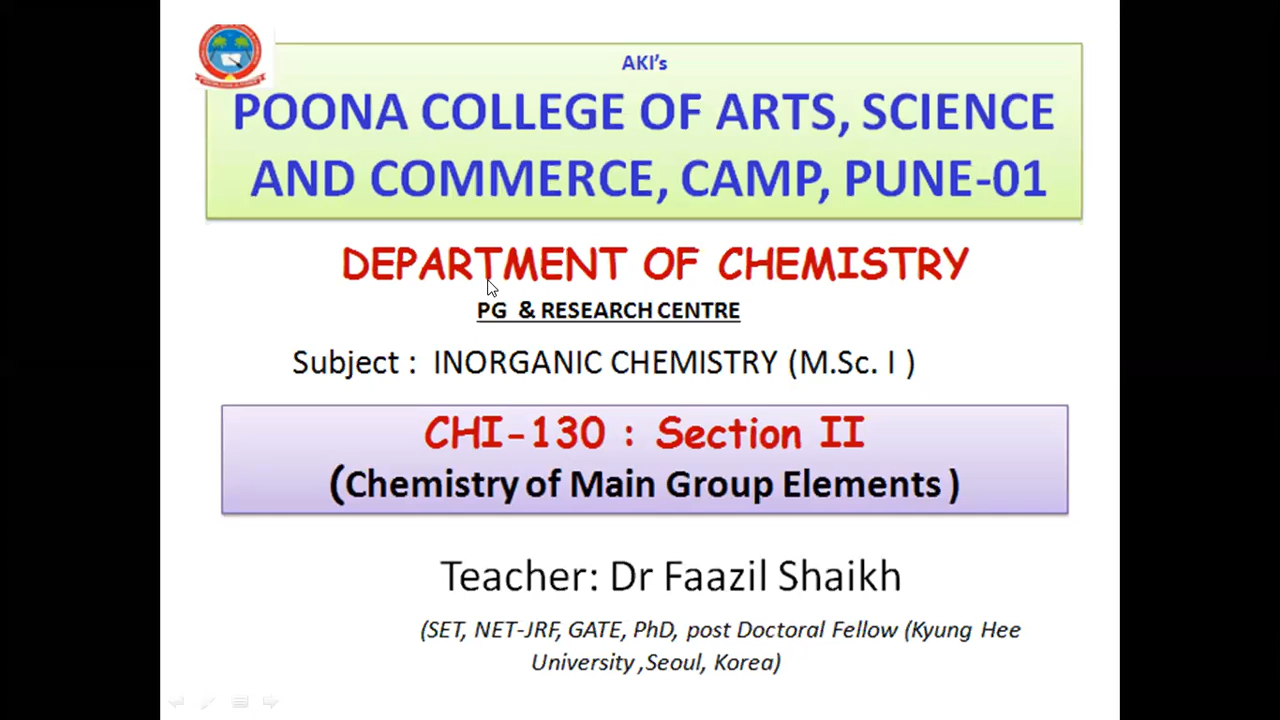 AKI's
POONA COLLEGE OF ARTS, SCIENCE
AND COMMERCE, CAMP, PUNE-01
DEPARTMENT OF CHEMISTRY
PG & RESEARCH CENTRE
Subject : INORGANIC CHEMISTRY (M.Sc. I )
CHI-130 : Section II
(Chemistry of Main Group Elements )
Teacher: Dr Faazil Shaikh
(SET, NET-JRF, GATE, PhD, post Doctoral Fellow (Kyung Hee
University ,Seoul, Korea)